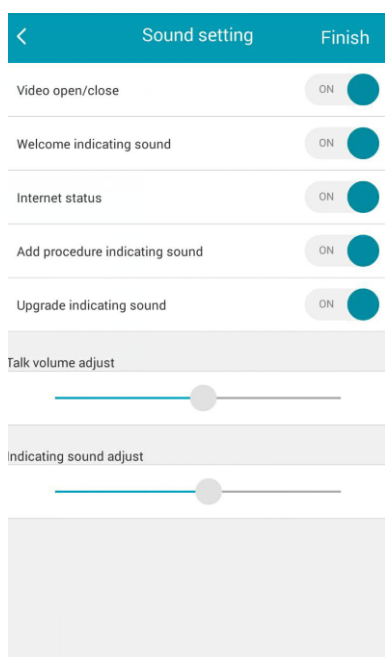 Sound setting
Finish
Video open/close
ON
Welcome indicating sound
ON
Internet status
ON
Add procedure indicating sound
ON
Upgrade indicating sound
ON
Talk volume adjust
Indicating sound adjust